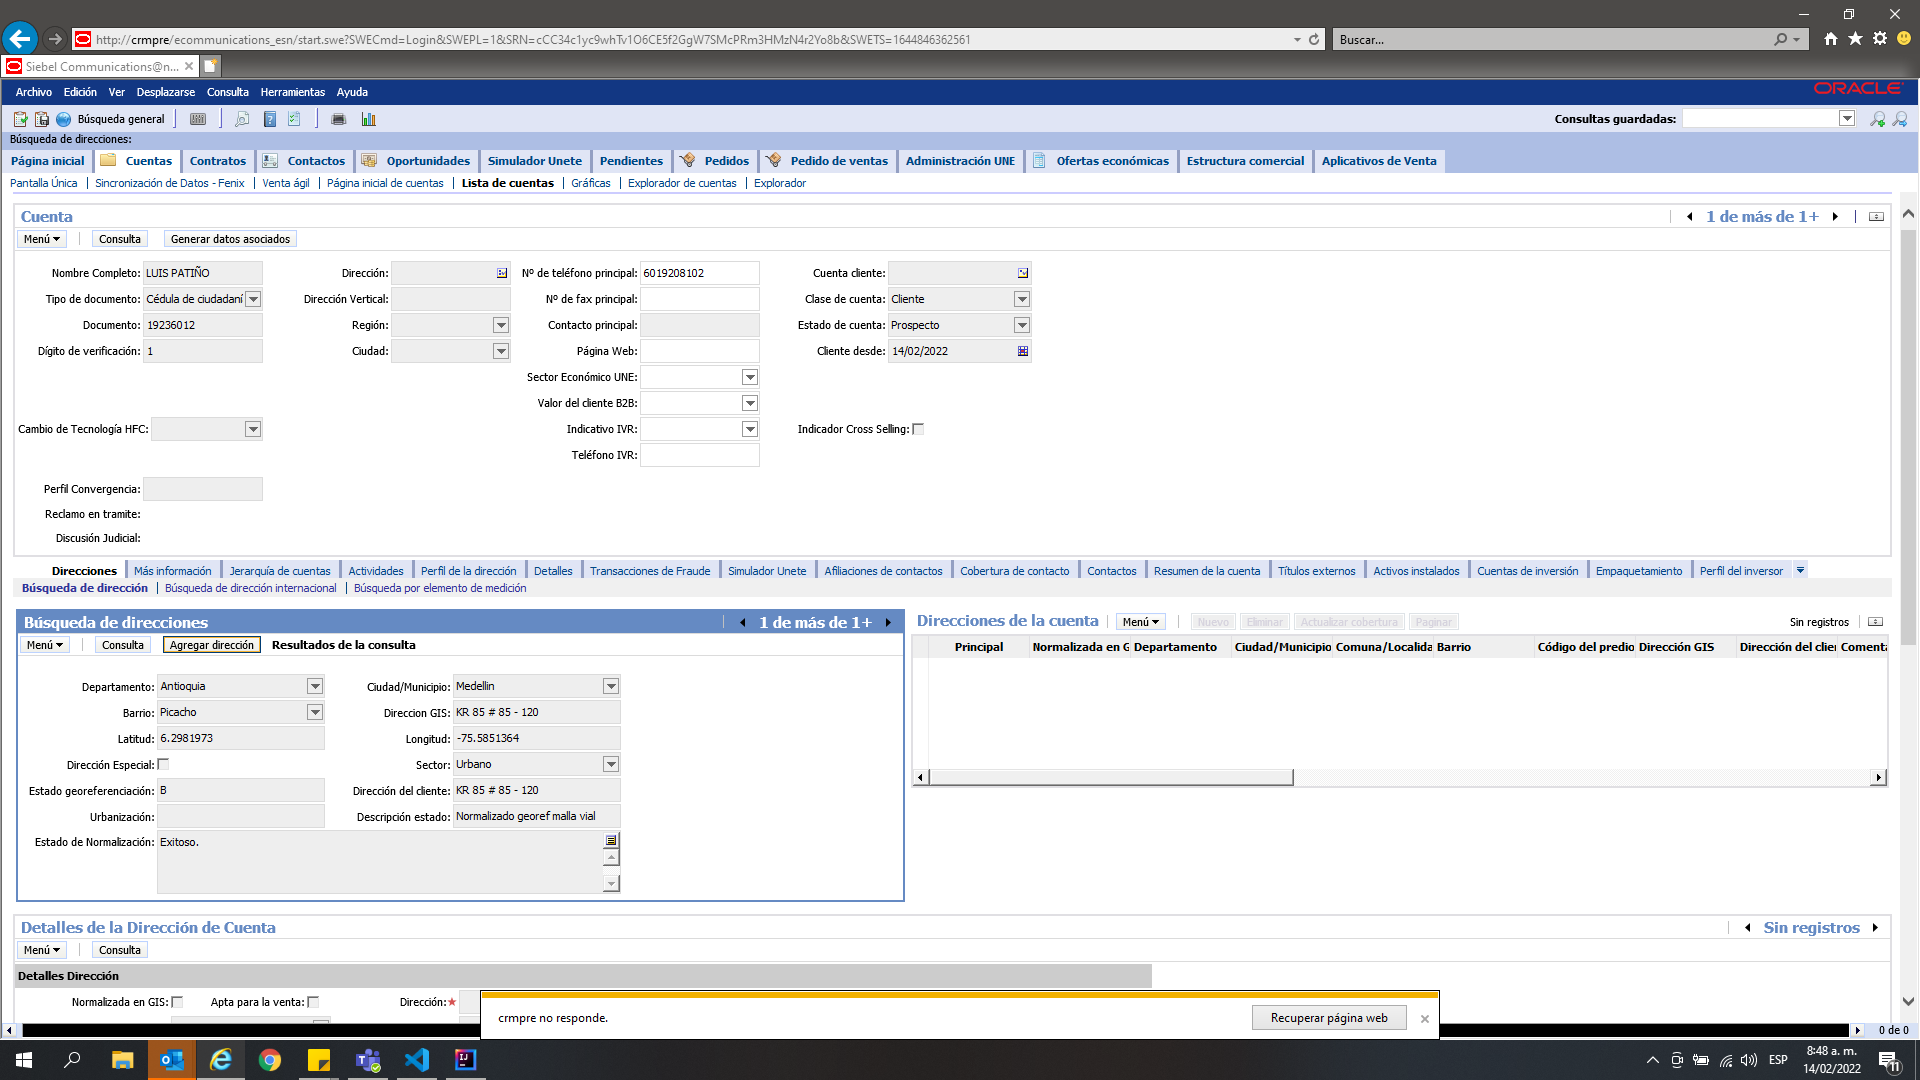 http://crmpre/ecommunications_esn/start.swe?SWECmd=Login&SWEPL=1&SRN=cCC34c1yc9whTv1O6CE5f2GgW7SMcPRm3HMzN4r2Yo8b&SWETS=1644846362561
Buscar...
Siebel Communications@n...
Archivo Edición Ver Desplazarse Consulta Herramientas Ayuda
ORACLE
Búsqueda general
Consultas guardadas:
Búsqueda de direcciones:
Página inicial Cuentas Contratos Contactos Oportunidades Simulador Unete Pendientes Pedidos Pedido de ventas Administración UNE Ofertas económicas Estructura comercial Aplicativos de Venta
Pantalla Única Sincronización de Datos - Fenix Venta ágil Página inicial de cuentas Lista de cuentas Gráficas Explorador de cuentas Explorador
Cuenta
1 de más de 1+
Menú Consulta Generar datos asociados
Nombre Completo: LUIS PATIÑO Dirección: Nº de teléfono principal: 6019208102 Cuenta cliente:
Tipo de documento: Cédula de ciudadaní Dirección Vertical: Nº de fax principal: Clase de cuenta: Cliente
Documento: 19236012 Región: Contacto principal: Estado de cuenta: Prospecto
Dígito de verificación: 1 Ciudad: Página Web: Cliente desde: 14/02/2022
Sector Económico UNE:
Valor del cliente B2B:
Cambio de Tecnología HFC: Indicativo IVR: Indicador Cross Selling:
Teléfono IVR:
Perfil Convergencia:
Reclamo en tramite:
Discusión Judicial:
Direcciones Más información Jerarquía de cuentas Actividades Perfil de la dirección Detalles Transacciones de Fraude Simulador Unete Afiliaciones de contactos Cobertura de contacto Contactos Resumen de la cuenta Títulos externos Activos instalados Cuentas de inversión Empaquetamiento Perfil del inversor
Búsqueda de dirección Búsqueda de dirección internacional Búsqueda por elemento de medición
Búsqueda de direcciones
1 de más de 1+
Menú Consulta Agregar dirección Resultados de la consulta
Departamento: Antioquia Ciudad/Municipio: Medellin
Barrio: Picacho Direccion GIS: KR 85 # 85 - 120
Latitud: 6.2981973 Longitud: -75.5851364
Dirección Especial: Sector: Urbano
Estado georeferenciación: B Dirección del cliente: KR 85 # 85 - 120
Urbanización: Descripción estado: Normalizado georef malla vial
Estado de Normalización: Exitoso.
Direcciones de la cuenta Menú Nuevo Eliminar Actualizar cobertura Paginar Sin registros
Principal Normalizada en G Departamento Ciudad/Municipio Comuna/Localida Barrio Código del predio Dirección GIS Dirección del clie Coment
Detalles de la Dirección de Cuenta
Sin registros
Menú Consulta
Detalles Dirección
Normalizada en GIS: Apta para la venta: Dirección:*
crmpre no responde.
Recuperar página web
0 de 0
ESP
8:48 a. m.
14/02/2022
11